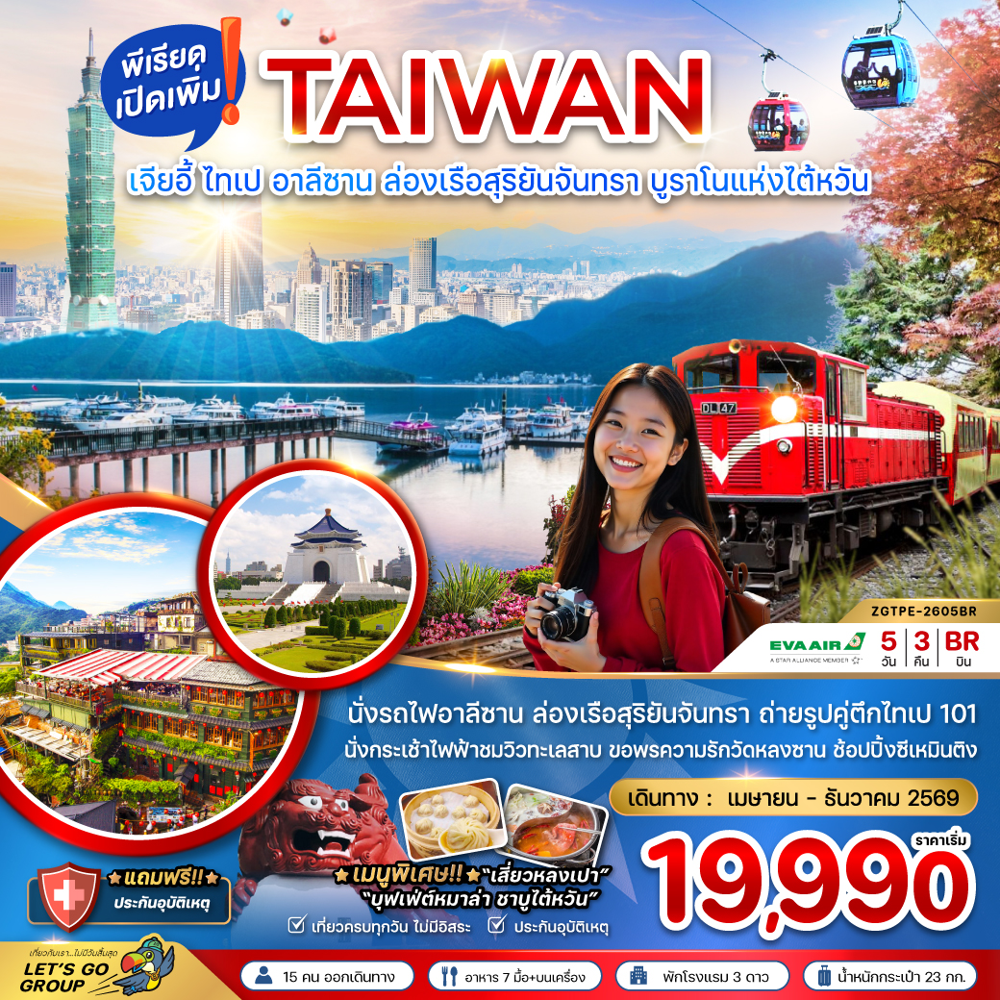 พีเรียด
เปิดเพิ่ม!
TAIWAN
เจียอี้ ไทเป อาลีซาน ล่องเรือสุริยันจันทรา บูราโนแห่งไต้หวัน
DL 47
ZGTPE-2605BR
EVA AIR
A STAR ALLIANCE MEMBER
5 วัน
3 คืน
BR บิน
นั่งรถไฟอาลีซาน ล่องเรือสุริยันจันทรา ถ่ายรูปคู่ตึกไทเป 101
นั่งกระเช้าไฟฟ้าชมวิวทะเลสาบ ขอพรความรักวัดหลงซาน ช้อปปิ้งซีเหมินติง
เดินทาง : เมษายน - ธันวาคม 2569
ราคาเริ่ม
19,990
เมนูพิเศษ!! "เสี่ยวหลงเปา"
"บุฟเฟ่ต์หมาล่า ชาบูไต้หวัน"
เที่ยวครบทุกวัน ไม่มีอิสระ
ประกันอุบัติเหตุ
แถมฟรี!!
ประกันอุบัติเหตุ
เที่ยวกับเรา...ไม่มีวันสิ้นสุด
LET'S GO
GROUP
15 คน ออกเดินทาง
อาหาร 7 มื้อ+บนเครื่อง
พักโรงแรม 3 ดาว
น้ำหนักกระเป๋า 23 กก.